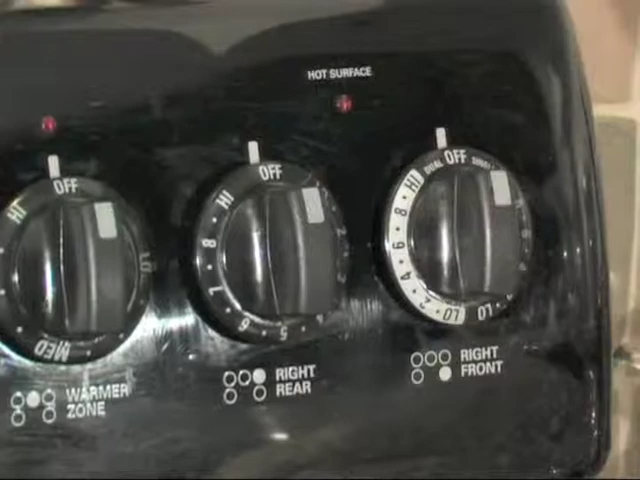 HOT SURFACE
OFF
HI
LO
MED
WARMER
ZONE
OFF
HI
8
7
6
5
RIGHT
REAR
DUAL OFF
HI
8
6
4
2
LO
LO
RIGHT
FRONT